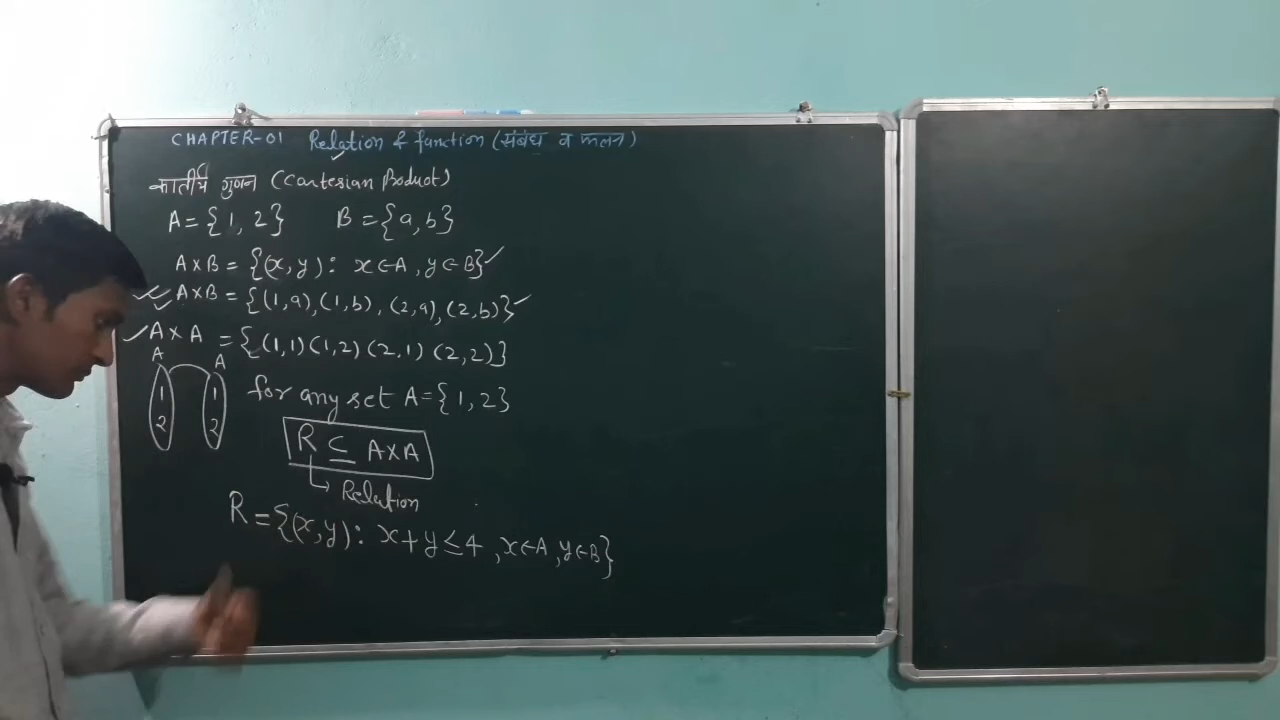 CHAPTER-01 Relation & function (संबंध व फलन)
कार्तीय गुणन (Cartesian Product)
A = {1, 2} B = {a, b}
A×B = {(x, y): x∈A, y∈B}
A×B = {(1,a),(1,b), (2,a),(2,b)}
A×A = {(1,1)(1,2)(2,1)(2,2)}
A A
1 1
2 2
for any set A={1,2}
R ⊆ A×A
Relation
R={(x,y): x+y≤4, x∈A, y∈B}